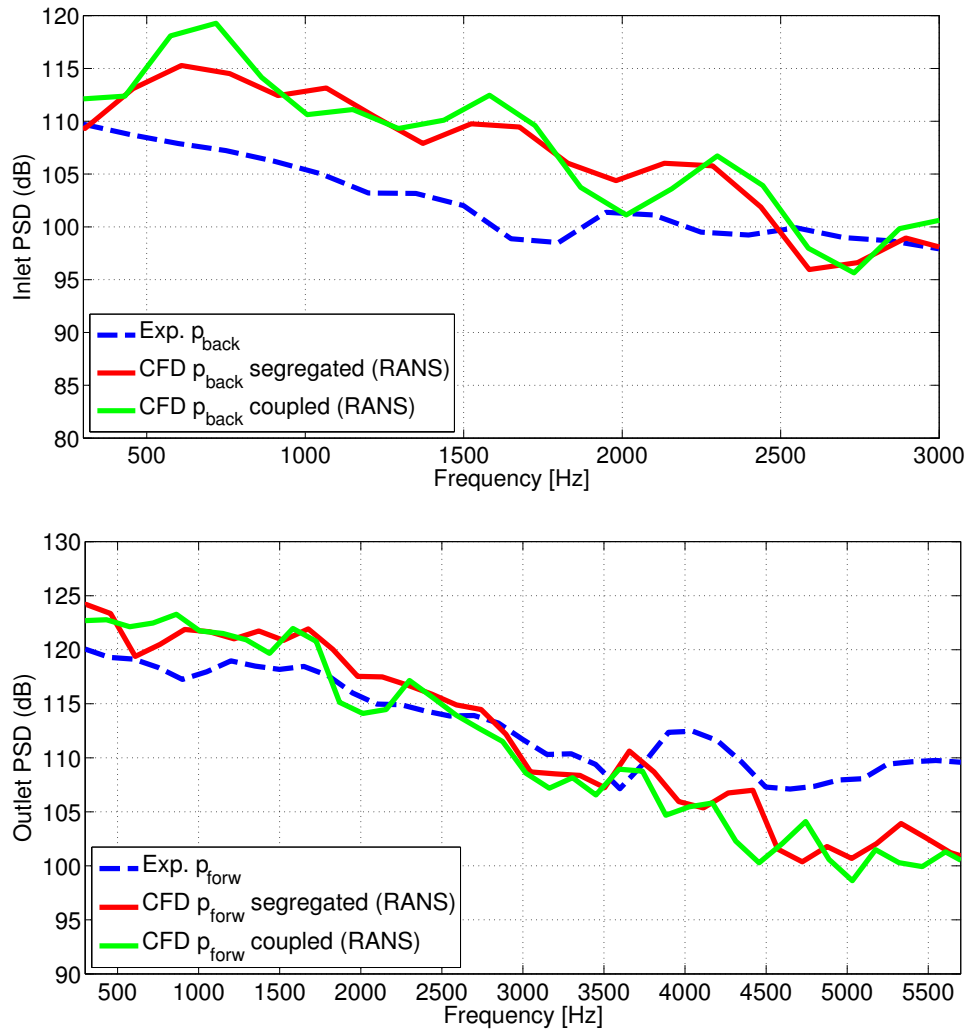 120
115
110
105
100
95
90
85
80
Inlet PSD (dB)
Exp. p_back
CFD p_back segregated (RANS)
CFD p_back coupled (RANS)
500 1000 1500 2000 2500 3000
Frequency [Hz]
130
125
120
115
110
105
100
95
90
Outlet PSD (dB)
Exp. p_forw
CFD p_forw segregated (RANS)
CFD p_forw coupled (RANS)
500 1000 1500 2000 2500 3000 3500 4000 4500 5000 5500
Frequency [Hz]